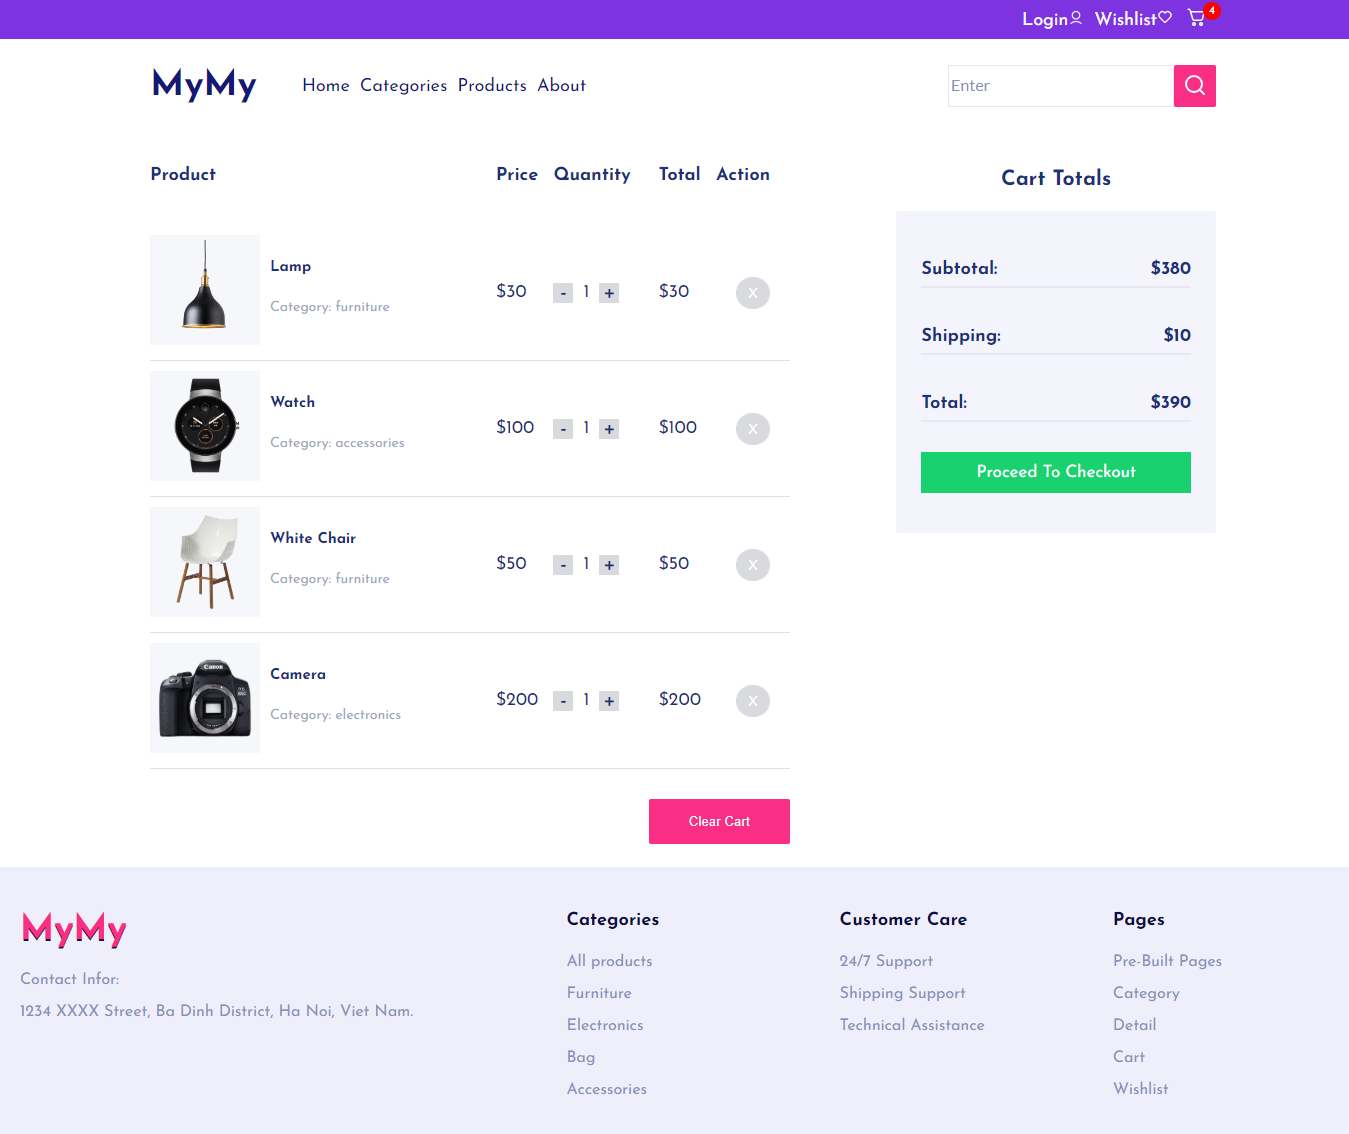 Login Wishlist 4
MyMy Home Categories Products About Enter
Product Price Quantity Total Action
Cart Totals
Lamp
Category: furniture
$30 - 1 + $30 X
Watch
Category: accessories
$100 - 1 + $100 X
White Chair
Category: furniture
$50 - 1 + $50 X
Canon
Camera
Category: electronics
$200 - 1 + $200 X
Clear Cart
Subtotal: $380
Shipping: $10
Total: $390
Proceed To Checkout
MyMy
Contact Infor:
1234 XXXX Street, Ba Dinh District, Ha Noi, Viet Nam.
Categories
All products
Furniture
Electronics
Bag
Accessories
Customer Care
24/7 Support
Shipping Support
Technical Assistance
Pages
Pre-Built Pages
Category
Detail
Cart
Wishlist